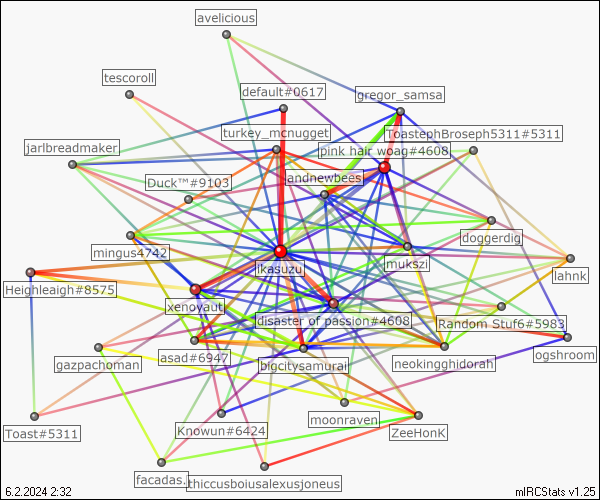 avelicious
tescoroll
default#0617
gregor_samsa
turkey_mcnugget
ToastephBroseph5311#5311
jarlbreadmaker
pink hair woag#4608
Duck™#9103
andnewbees
doggerdig
mingus4742
mukszi
ikasuzu
lahnk
Heighleaigh#8575
xenoyaut
disaster of passion#4608
Random Stuf6#5983
ogshroom
gazpachoman
asad#6947
bigcitysamurai
neokingghidorah
moonraven
Toast#5311
Knowun#6424
ZeeHonK
facadas.
thiccusboiusalexusjoneus
6.2.2024 2:32
mIRCStats v1.25